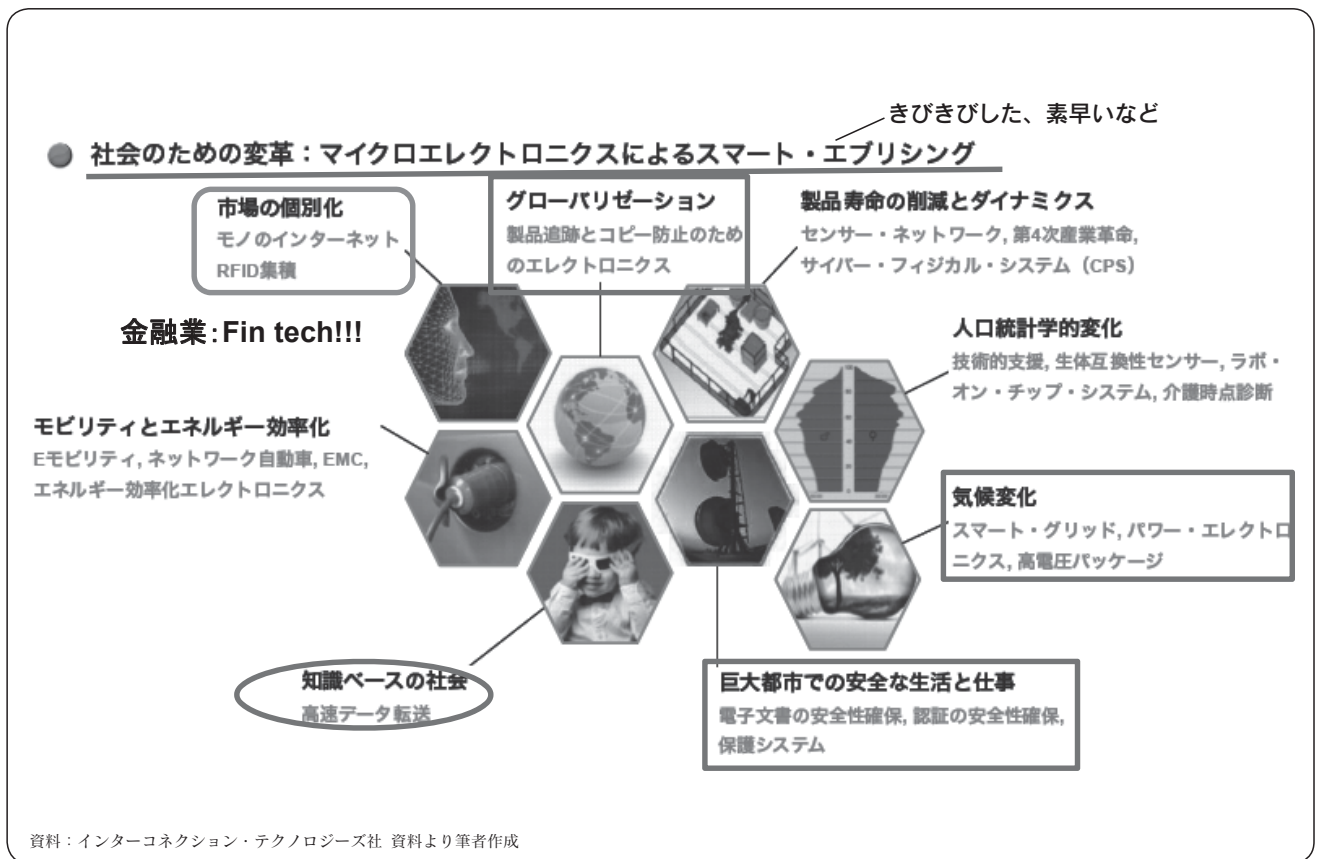 きびきびした、素早いなど
社会のための変革：マイクロエレクトロニクスによるスマート・エブリシング
市場の個別化
モノのインターネット
RFID集積
グローバリゼーション
製品追跡とコピー防止のため
のエレクトロニクス
製品寿命の削減とダイナミクス
センサー・ネットワーク, 第4次産業革命,
サイバー・フィジカル・システム（CPS）
金融業：Fin tech!!!
人口統計学的変化
技術的支援, 生体互換性センサー, ラボ・
オン・チップ・システム, 介護時点診断
モビリティとエネルギー効率化
Eモビリティ, ネットワーク自動車, EMC,
エネルギー効率化エレクトロニクス
気候変化
スマート・グリッド, パワー・エレクトロ
ニクス, 高電圧パッケージ
知識ベースの社会
高速データ転送
巨大都市での安全な生活と仕事
電子文書の安全性確保, 認証の安全性確保,
保護システム
資料：インターコネクション・テクノロジーズ社 資料より筆者作成